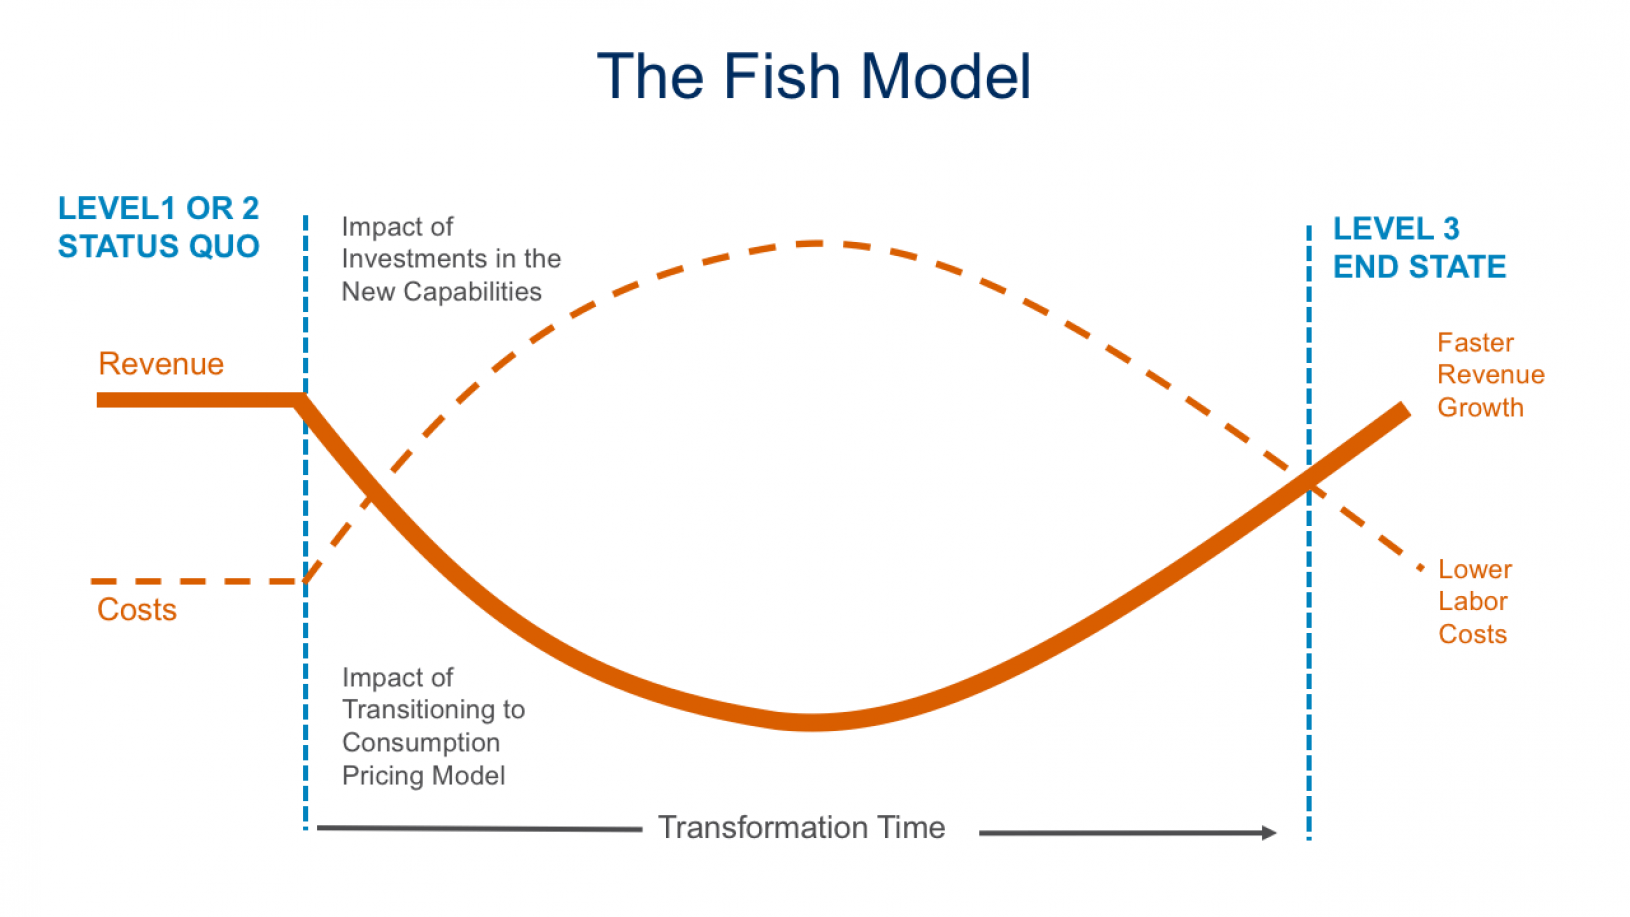 The Fish Model
LEVEL1 OR 2
STATUS QUO
Impact of
Investments in the
New Capabilities
LEVEL 3
END STATE
Revenue
Faster
Revenue
Growth
Costs
Lower
Labor
Costs
Impact of
Transitioning to
Consumption
Pricing Model
Transformation Time